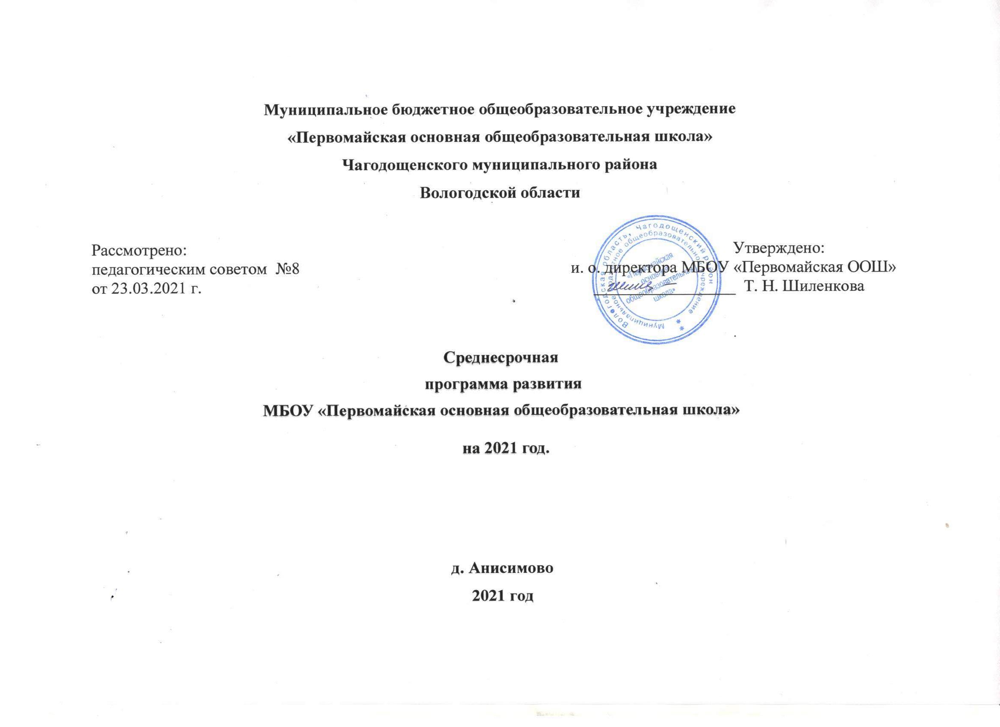 Муниципальное бюджетное общеобразовательное учреждение
«Первомайская основная общеобразовательная школа»
Чагодощенского муниципального района
Вологодской области
Рассмотрено:
педагогическим советом №8
от 23.03.2021 г.
Утверждено:
и. о. директора МБОУ «Первомайская ООШ»
Т. Н. Шиленкова
Вологодская область, Чагодощенский район
Муниципальное бюджетное общеобразовательное учреждение
«Первомайская
основная
общеобразовательная
школа»
Среднесрочная
программа развития
МБОУ «Первомайская основная общеобразовательная школа»
на 2021 год.
д. Анисимово
2021 год